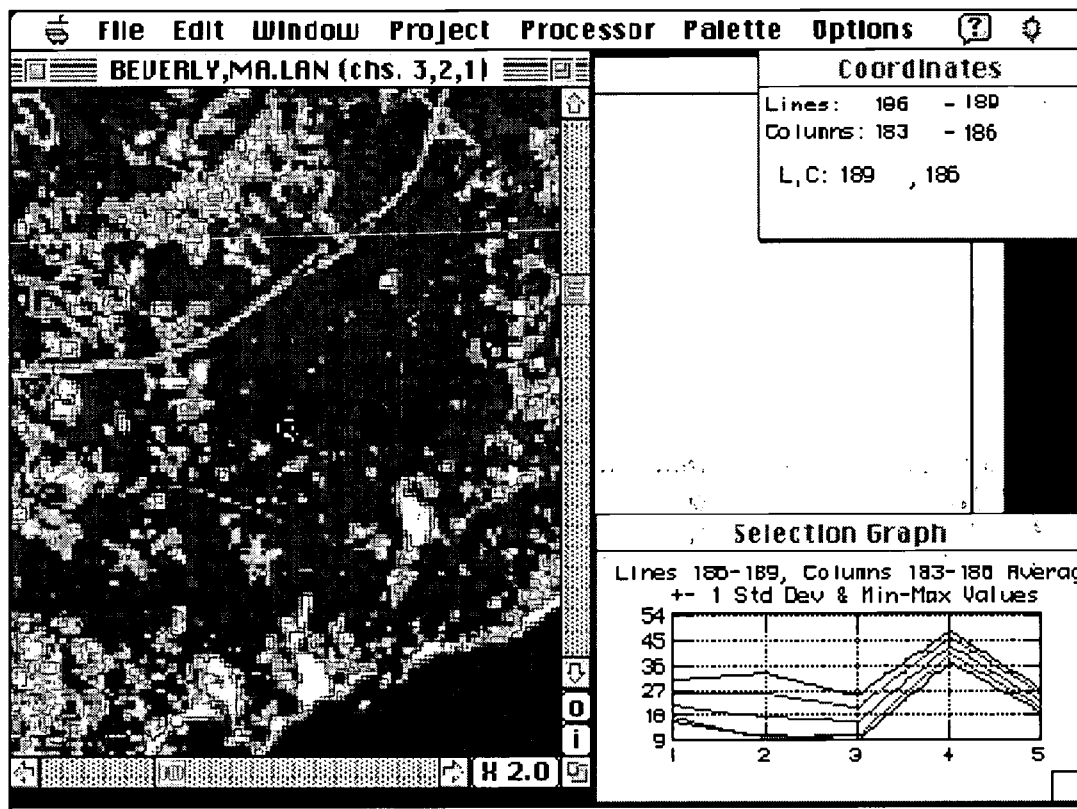 File Edit Window Project Processor Palette Options ?
BEVERLY,MA.LAN (chs. 3,2,1)
Coordinates
Lines: 186 - 189
Columns: 183 - 186
L,C: 189 , 186
X 2.0
O
i
Selection Graph
Lines 186-189, Columns 183-186 Averag
+- 1 Std Dev & Min-Max Values
54
45
36
27
18
9
1 2 3 4 5